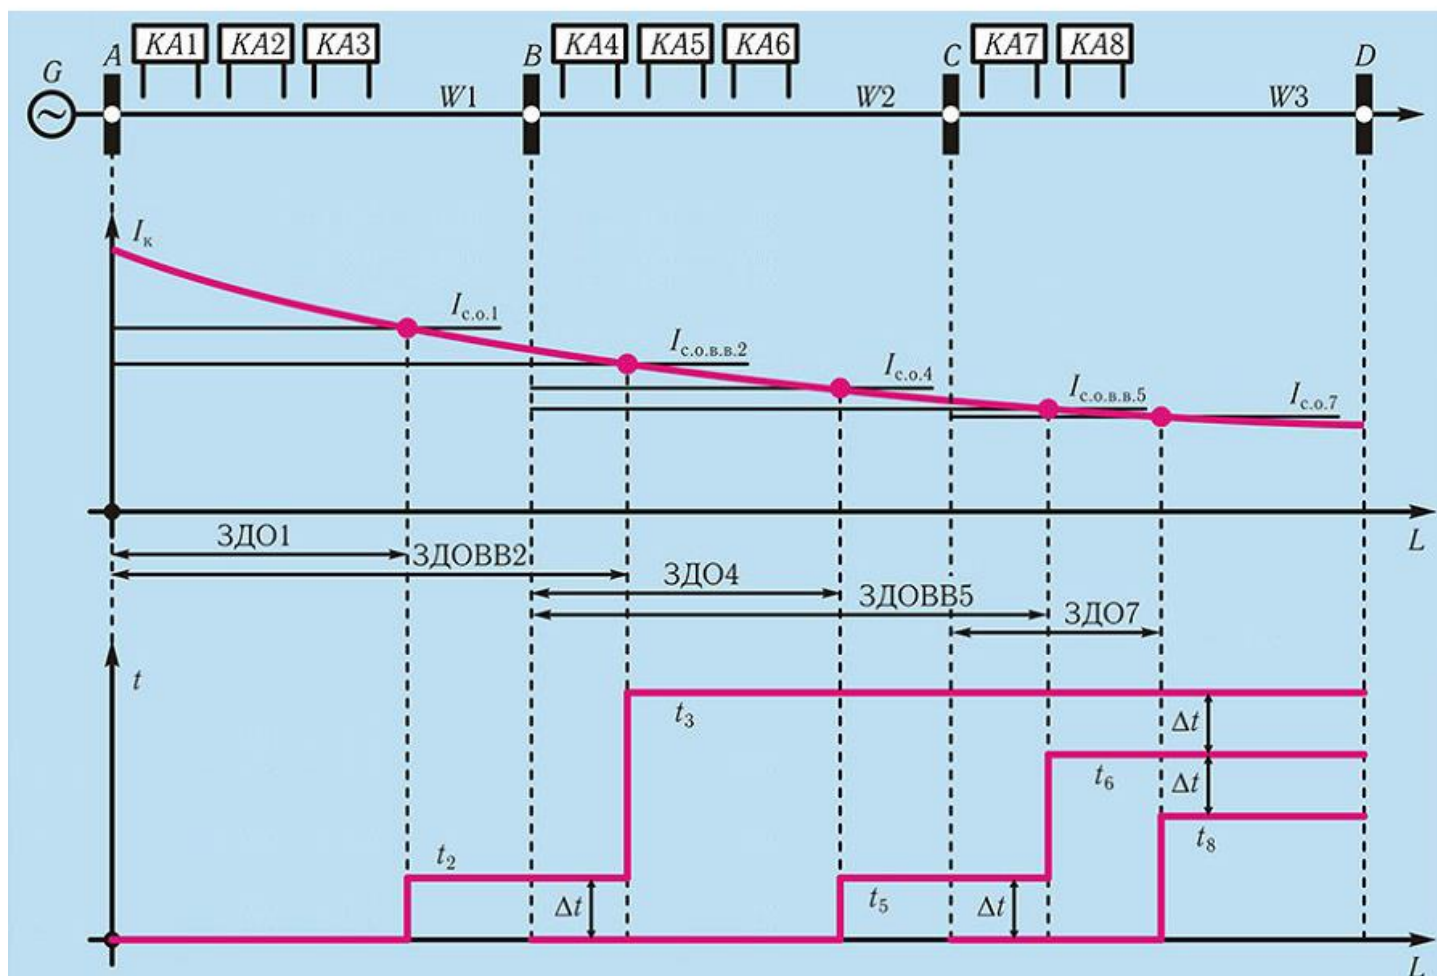 A KA1 KA2 KA3 B KA4 KA5 KA6 C KA7 KA8 D
G W1 W2 W3
Iк
Iс.о.1
Iс.о.в.в.2
Iс.о.4
Iс.о.в.в.5
Iс.о.7
L
ЗДО1
ЗДОВВ2
ЗДО4
ЗДОВВ5
ЗДО7
t
t3 Δt
t6 Δt
t8
t2
Δt t5 Δt
L